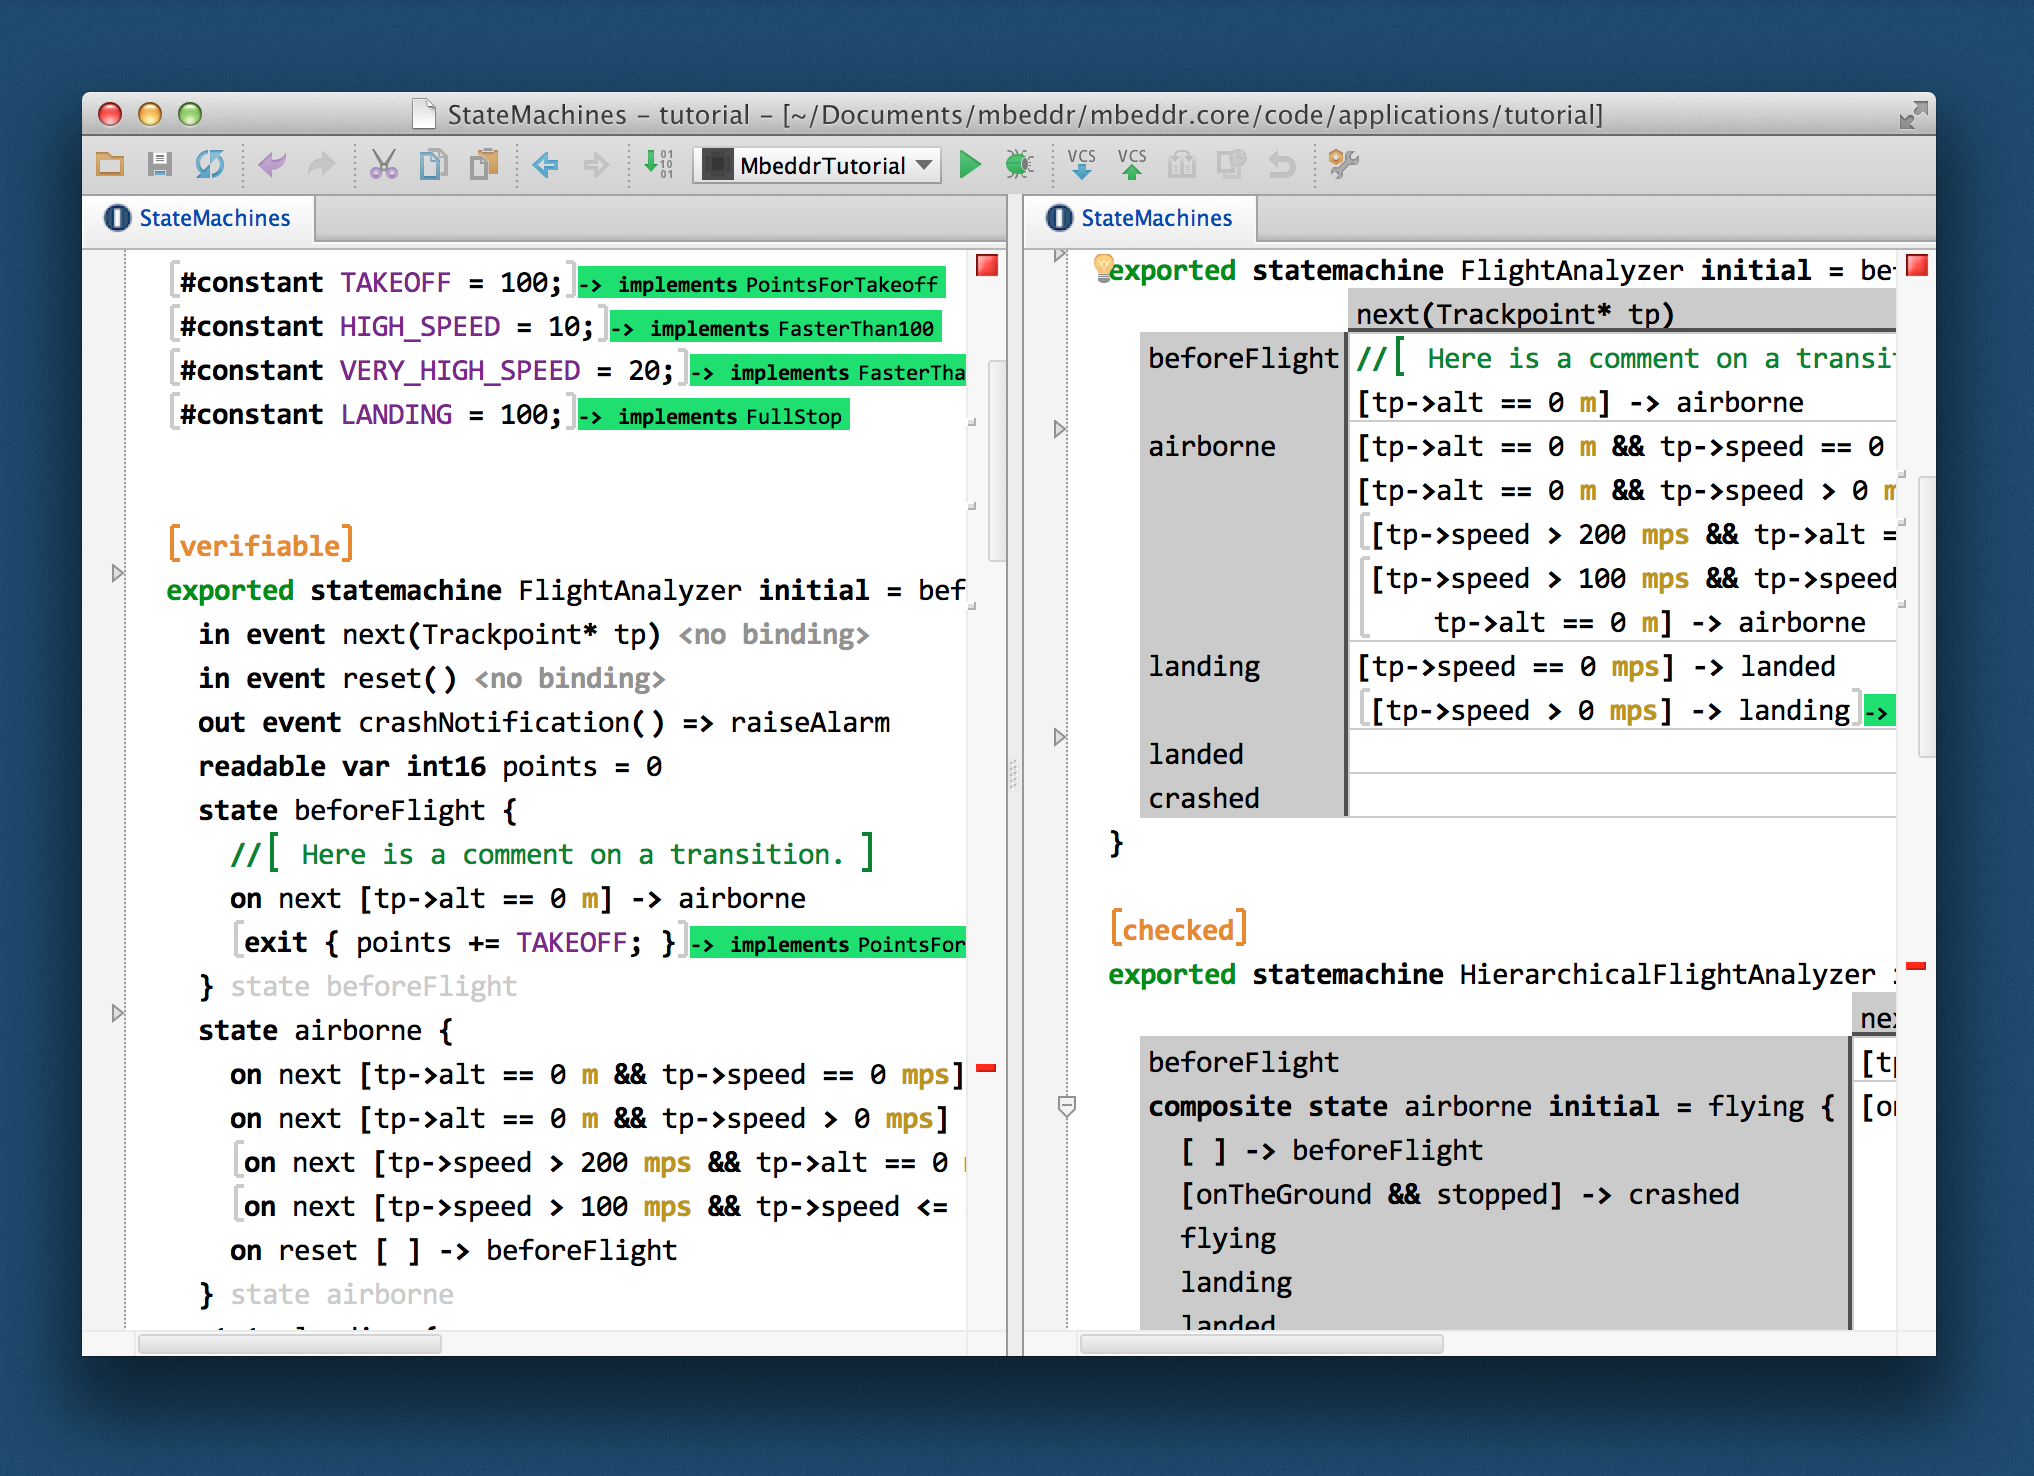 StateMachines – tutorial – [~/Documents/mbeddr/mbeddr.core/code/applications/tutorial]
01
10
01
MbeddrTutorial
VCS
VCS
StateMachines
#constant TAKEOFF = 100; -> implements PointsForTakeoff
#constant HIGH_SPEED = 10; -> implements FasterThan100
#constant VERY_HIGH_SPEED = 20; -> implements FasterTha
#constant LANDING = 100; -> implements FullStop
[verifiable]
exported statemachine FlightAnalyzer initial = bef
in event next(Trackpoint* tp) <no binding>
in event reset() <no binding>
out event crashNotification() => raiseAlarm
readable var int16 points = 0
state beforeFlight {
//[ Here is a comment on a transition. ]
on next [tp->alt == 0 m] -> airborne
exit { points += TAKEOFF; } -> implements PointsFor
} state beforeFlight
state airborne {
on next [tp->alt == 0 m && tp->speed == 0 mps]
on next [tp->alt == 0 m && tp->speed > 0 mps]
on next [tp->speed > 200 mps && tp->alt == 0
on next [tp->speed > 100 mps && tp->speed <=
on reset [ ] -> beforeFlight
} state airborne
StateMachines
exported statemachine FlightAnalyzer initial = be
next(Trackpoint* tp)
beforeFlight //[ Here is a comment on a transi
[tp->alt == 0 m] -> airborne
airborne [tp->alt == 0 m && tp->speed == 0
[tp->alt == 0 m && tp->speed > 0 m
[tp->speed > 200 mps && tp->alt =
[tp->speed > 100 mps && tp->speed
tp->alt == 0 m] -> airborne
landing [tp->speed == 0 mps] -> landed
[tp->speed > 0 mps] -> landing ->
landed
crashed
}
[checked]
exported statemachine HierarchicalFlightAnalyzer
nex
beforeFlight [tp
composite state airborne initial = flying { [on
[ ] -> beforeFlight
[onTheGround && stopped] -> crashed
flying
landing
landed